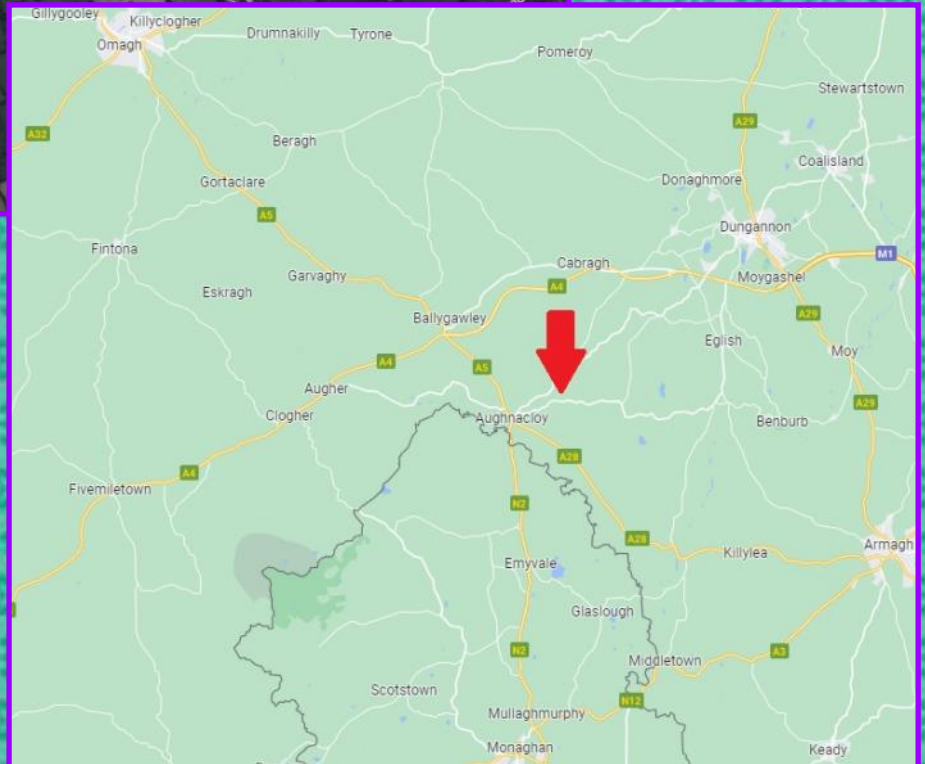 Gillygooley
Killyclogher
Omagh
Drumnakilly
Tyrone
Pomeroy
Stewartstown
A32
A29
Beragh
Coalisland
Gortaclare
Donaghmore
A5
Dungannon
Fintona
M1
Cabragh
Garvaghy
Moygashel
Eskragh
A4
Ballygawley
A29
Eglish
Moy
A4
A5
Augher
A29
Clogher
Aughnacloy
Benburb
A28
A4
Fivemiletown
N2
A28
Armagh
Killylea
Emyvale
Glaslough
N2
A3
Middletown
Scotstown
N12
Mullaghmurphy
Monaghan
Keady